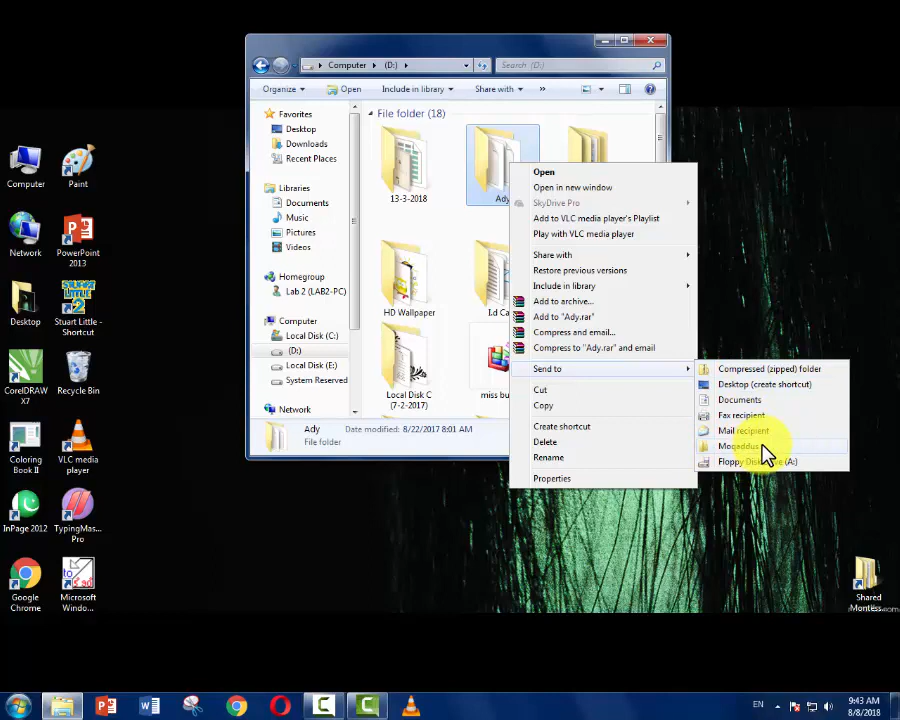 Computer
(D:)
Search (D:)
Organize
Open
Include in library
Share with
»
Favorites
Desktop
Downloads
Recent Places
Libraries
Documents
Music
Pictures
Videos
Homegroup
Lab 2 (LAB2-PC)
Computer
Local Disk (C:)
(D:)
Local Disk (E:)
System Reserved
Network
File folder (18)
13-3-2018
Ady
HD Wallpaper
Local Disk C
(7-2-2017)
Ady
Date modified: 8/22/2017 8:01 AM
File folder
Open
Open in new window
SkyDrive Pro
Add to VLC media player's Playlist
Play with VLC media player
Share with
Restore previous versions
Include in library
Add to archive...
Add to "Ady.rar"
Compress and email...
Compress to "Ady.rar" and email
Send to
Cut
Copy
Create shortcut
Delete
Rename
Properties
Compressed (zipped) folder
Desktop (create shortcut)
Documents
Fax recipient
Mail recipient
Moqaddus
Floppy Disk Drive (A:)
Computer
Paint
Network
PowerPoint
2013
Desktop
Stuart Little -
Shortcut
CorelDRAW
X7
Recycle Bin
Coloring
Book II
VLC media
player
InPage 2012
TypingMas...
Pro
Google
Chrome
Microsoft
Windo...
Shared
EN
9:43 AM
8/8/2018